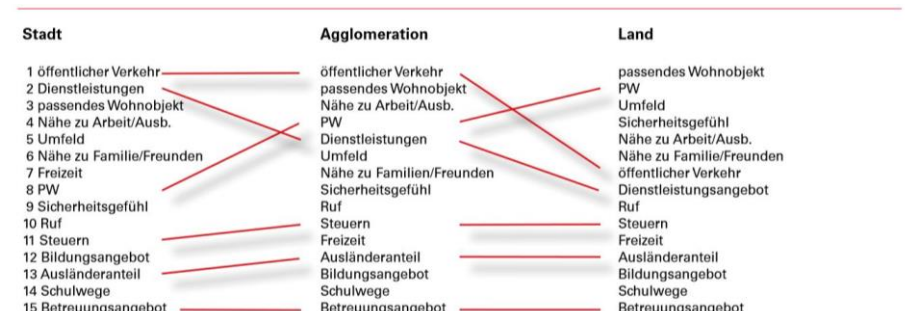 Stadt Agglomeration Land
1 öffentlicher Verkehr öffentlicher Verkehr passendes Wohnobjekt
2 Dienstleistungen passendes Wohnobjekt PW
3 passendes Wohnobjekt Nähe zu Arbeit/Ausb. Umfeld
4 Nähe zu Arbeit/Ausb. PW Sicherheitsgefühl
5 Umfeld Dienstleistungen Nähe zu Arbeit/Ausb.
6 Nähe zu Familie/Freunden Umfeld Nähe zu Familie/Freunden
7 Freizeit Nähe zu Familien/Freunden öffentlicher Verkehr
8 PW Sicherheitsgefühl Dienstleistungsangebot
9 Sicherheitsgefühl Ruf Ruf
10 Ruf Steuern Steuern
11 Steuern Freizeit Freizeit
12 Bildungsangebot Ausländeranteil Ausländeranteil
13 Ausländeranteil Bildungsangebot Bildungsangebot
14 Schulwege Schulwege Schulwege
15 Betreuungsangebot Betreuungsangebot Betreuungsangebot